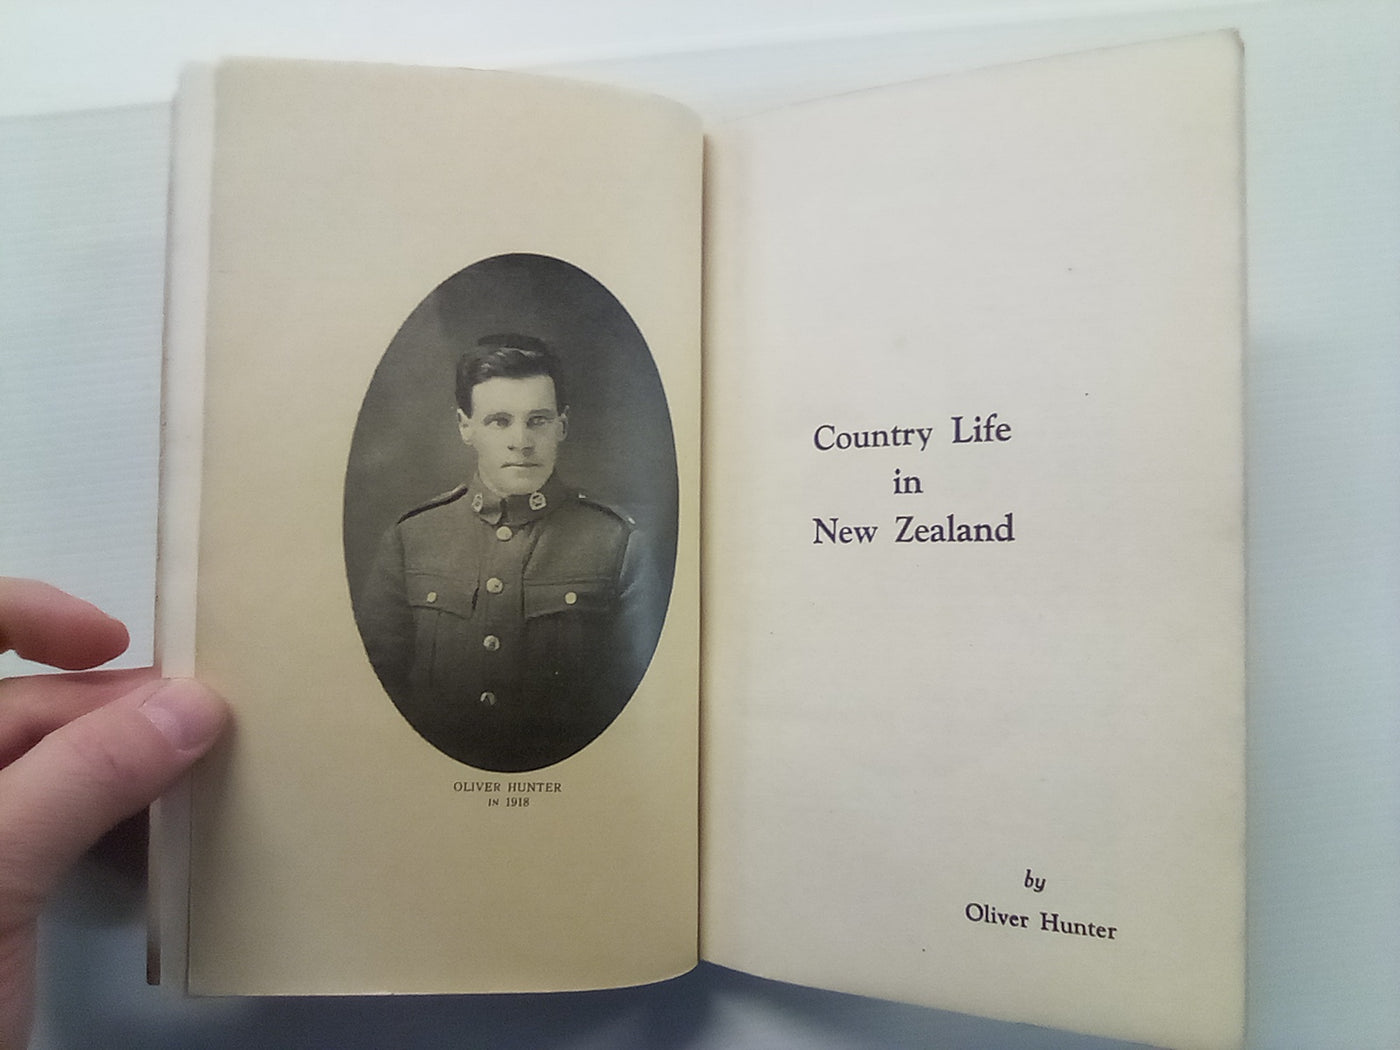 OLIVER HUNTER
IN 1918
Country Life
in
New Zealand
by
Oliver Hunter